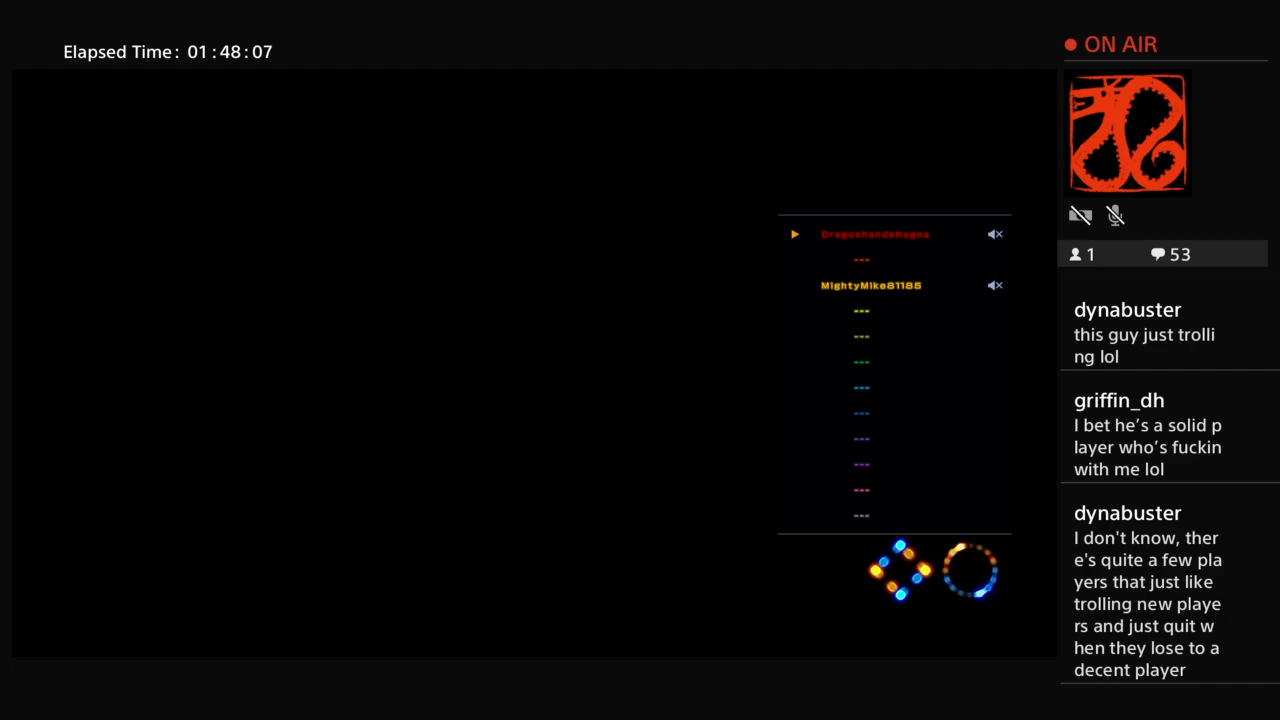 Elapsed Time: 01:48:07
ON AIR
DragonhandsMagna
---
MightyMike81185
---
---
---
---
---
---
---
---
---
1 53
dynabuster
this guy just trolli
ng lol
griffin_dh
I bet he's a solid p
layer who's fuckin
with me lol
dynabuster
I don't know, ther
e's quite a few pla
yers that just like
trolling new playe
rs and just quit w
hen they lose to a
decent player